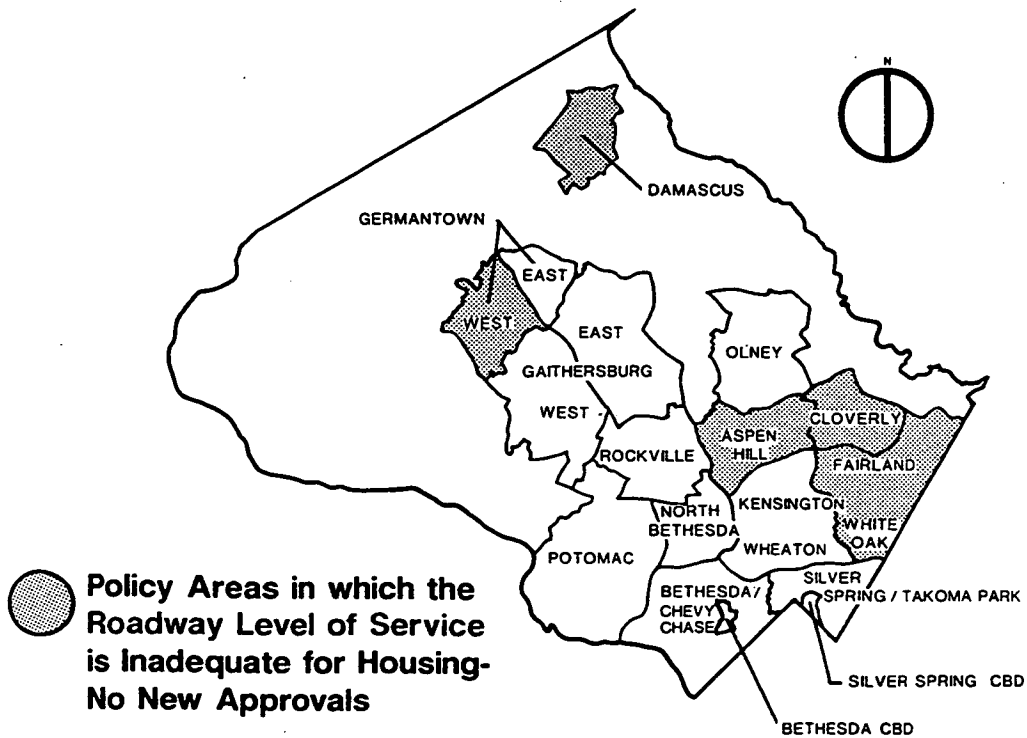 N
DAMASCUS
GERMANTOWN
EAST
WEST
EAST
OLNEY
GAITHERSBURG
WEST
CLOVERLY
ASPEN
HILL
ROCKVILLE
FAIRLAND
KENSINGTON
NORTH
BETHESDA
WHITE
OAK
WHEATON
POTOMAC
SILVER
SPRING / TAKOMA PARK
BETHESDA /
CHEVY
CHASE
SILVER SPRING CBD
BETHESDA CBD
Policy Areas in which the
Roadway Level of Service
is Inadequate for Housing-
No New Approvals